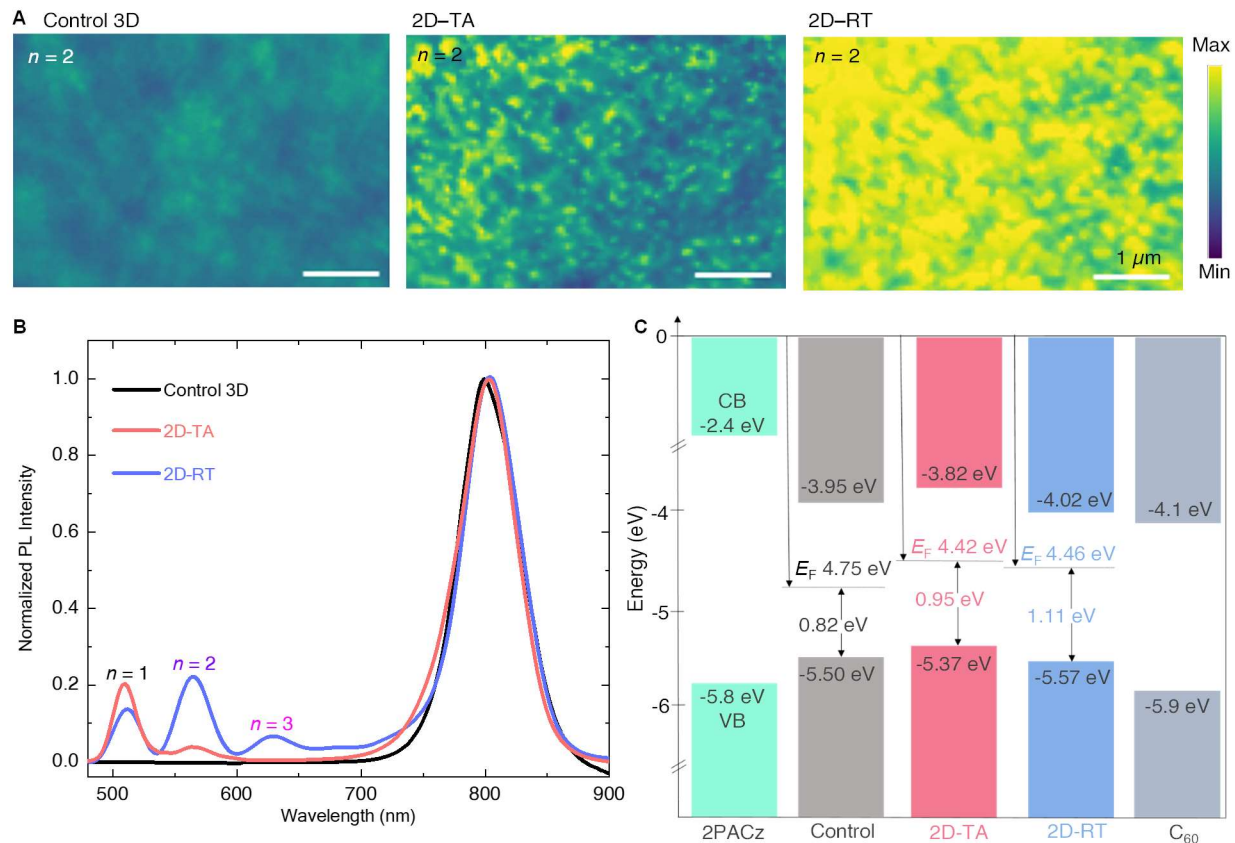 A
Control 3D
2D–TA
2D–RT
n = 2
n = 2
n = 2
Max
Min
1 μm
B
Normalized PL Intensity
1.0
0.8
0.6
0.4
0.2
0.0
Control 3D
2D-TA
2D-RT
n = 1
n = 2
n = 3
500
600
700
800
900
Wavelength (nm)
C
Energy (eV)
0
-4
-5
-6
CB
-2.4 eV
-3.95 eV
-3.82 eV
-4.02 eV
-4.1 eV
EF 4.75 eV
EF 4.42 eV
EF 4.46 eV
0.82 eV
0.95 eV
1.11 eV
-5.8 eV
VB
-5.50 eV
-5.37 eV
-5.57 eV
-5.9 eV
2PACz
Control
2D-TA
2D-RT
C60